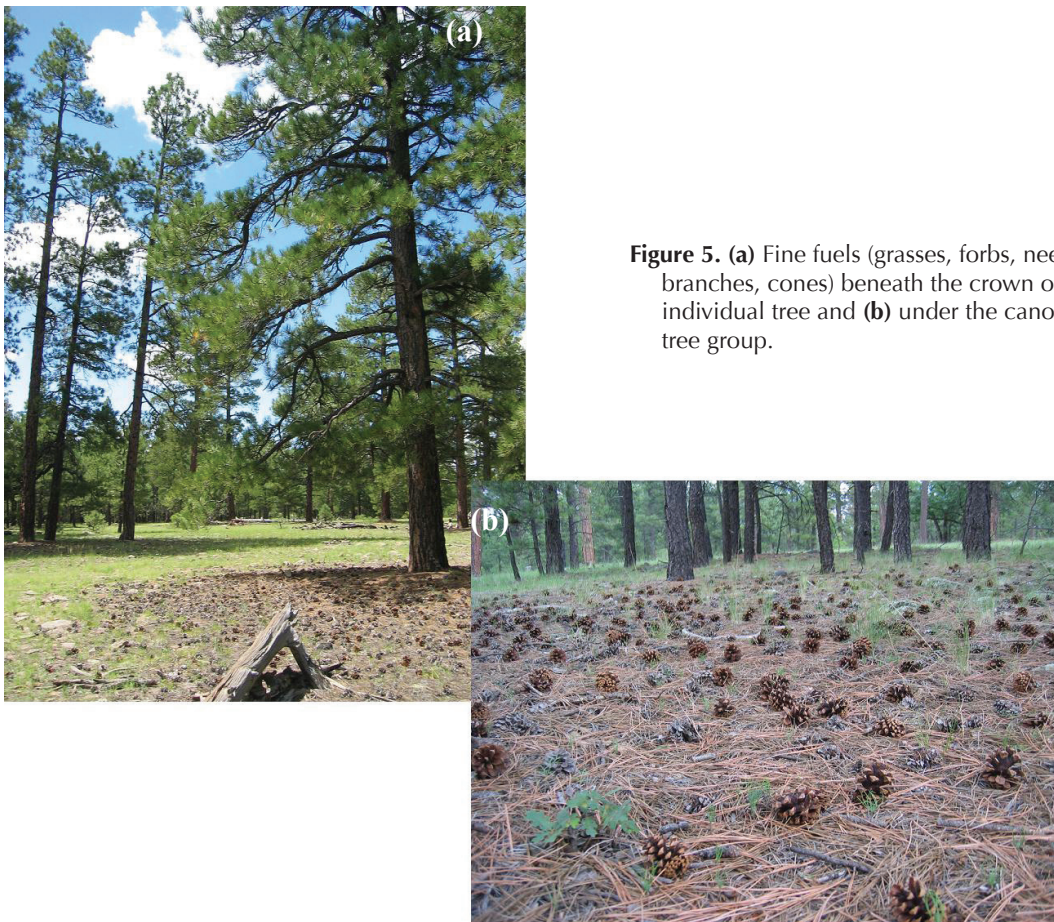 (a)
Figure 5. (a) Fine fuels (grasses, forbs,
branches, cones) beneath the crown
individual tree and (b) under the
tree group.
(b)